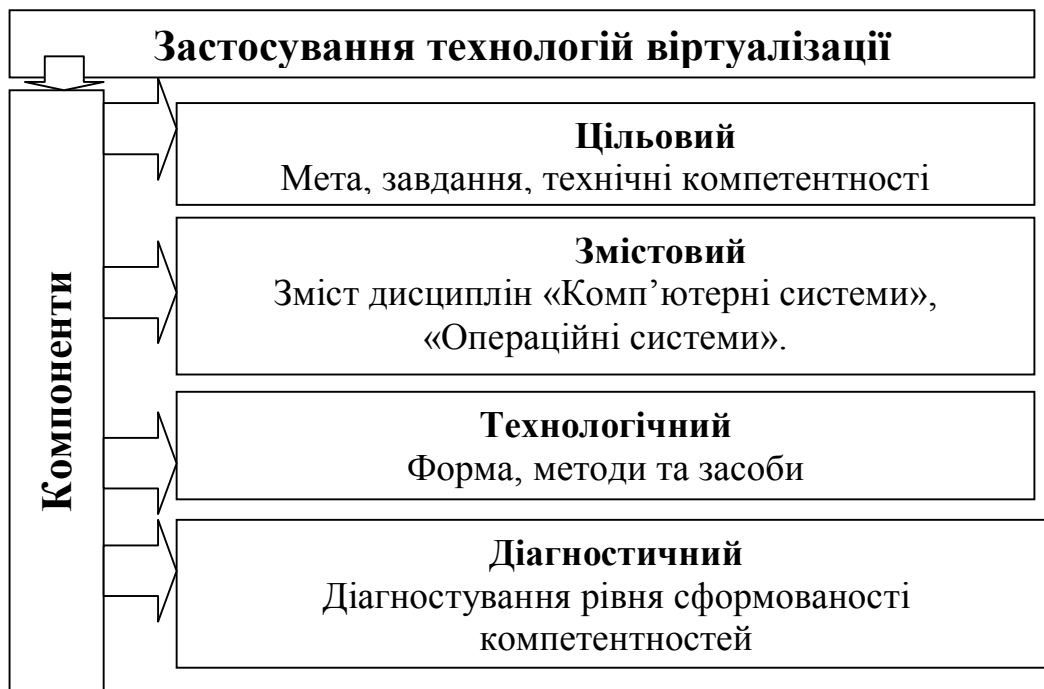 Застосування технологій віртуалізації
Компоненти
Цільовий
Мета, завдання, технічні компетентності
Змістовий
Зміст дисциплін «Комп’ютерні системи»,
«Операційні системи».
Технологічний
Форма, методи та засоби
Діагностичний
Діагностування рівня сформованості
компетентностей